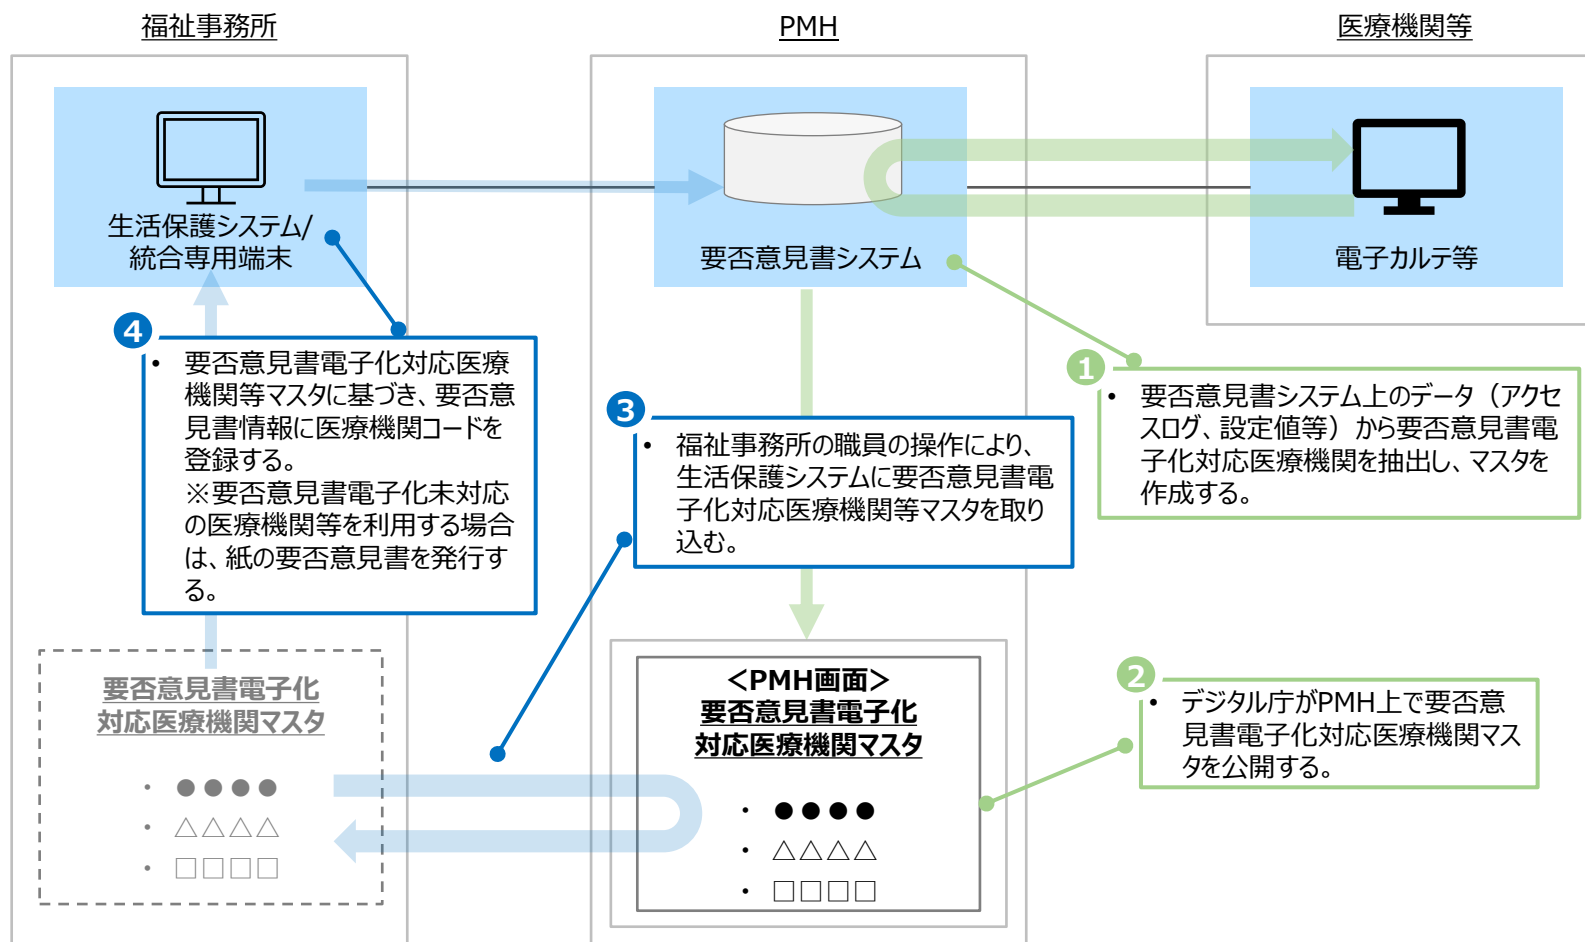 福祉事務所
PMH
医療機関等
生活保護システム/
統合専用端末
要否意見書システム
電子カルテ等
4
・ 要否意見書電子化対応医療
機関等マスタに基づき、要否意
見書情報に医療機関コードを
登録する。
※要否意見書電子化未対応
の医療機関等を利用する場合
は、紙の要否意見書を発行す
る。
3
・ 福祉事務所の職員の操作により、
生活保護システムに要否意見書電
子化対応医療機関等マスタを取り
込む。
1
・ 要否意見書システム上のデータ（アクセ
スログ、設定値等）から要否意見書電
子化対応医療機関を抽出し、マスタを
作成する。
要否意見書電子化
対応医療機関マスタ
・ ●●●●
・ △△△△
・ □□□□
＜PMH画面＞
要否意見書電子化
対応医療機関マスタ
・ ●●●●
・ △△△△
・ □□□□
2
・ デジタル庁がPMH上で要否意
見書電子化対応医療機関マス
タを公開する。